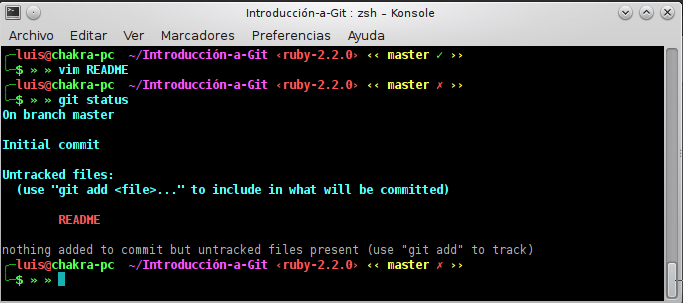 Introducción-a-Git : zsh – Konsole
Archivo Editar Ver Marcadores Preferencias Ayuda
╭─luis@chakra-pc ~/Introducción-a-Git ‹ruby-2.2.0› ‹‹ master ✓ ››
╰─$ » » vim README
╭─luis@chakra-pc ~/Introducción-a-Git ‹ruby-2.2.0› ‹‹ master ✗ ››
╰─$ » » git status
On branch master
Initial commit
Untracked files:
(use "git add <file>..." to include in what will be committed)
README
nothing added to commit but untracked files present (use "git add" to track)
╭─luis@chakra-pc ~/Introducción-a-Git ‹ruby-2.2.0› ‹‹ master ✗ ››
╰─$ » »